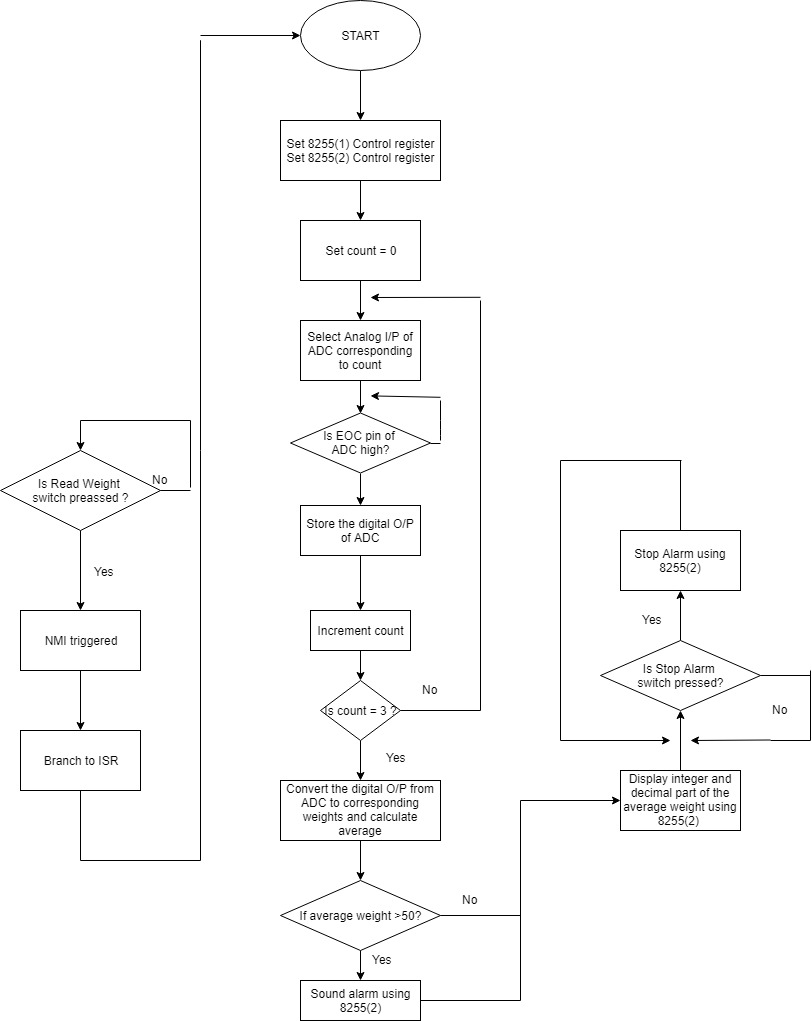 START
Set 8255(1) Control register
Set 8255(2) Control register
Set count = 0
Select Analog I/P of
ADC corresponding
to count
Is EOC pin of
ADC high?
Store the digital O/P
of ADC
Increment count
Is count = 3 ?
No
Yes
Convert the digital O/P from
ADC to corresponding
weights and calculate
average
If average weight >50?
No
Yes
Sound alarm using
8255(2)
Is Read Weight
switch preassed ?
No
Yes
NMI triggered
Branch to ISR
Stop Alarm using
8255(2)
Yes
Is Stop Alarm
switch pressed?
No
Display integer and
decimal part of the
average weight using
8255(2)